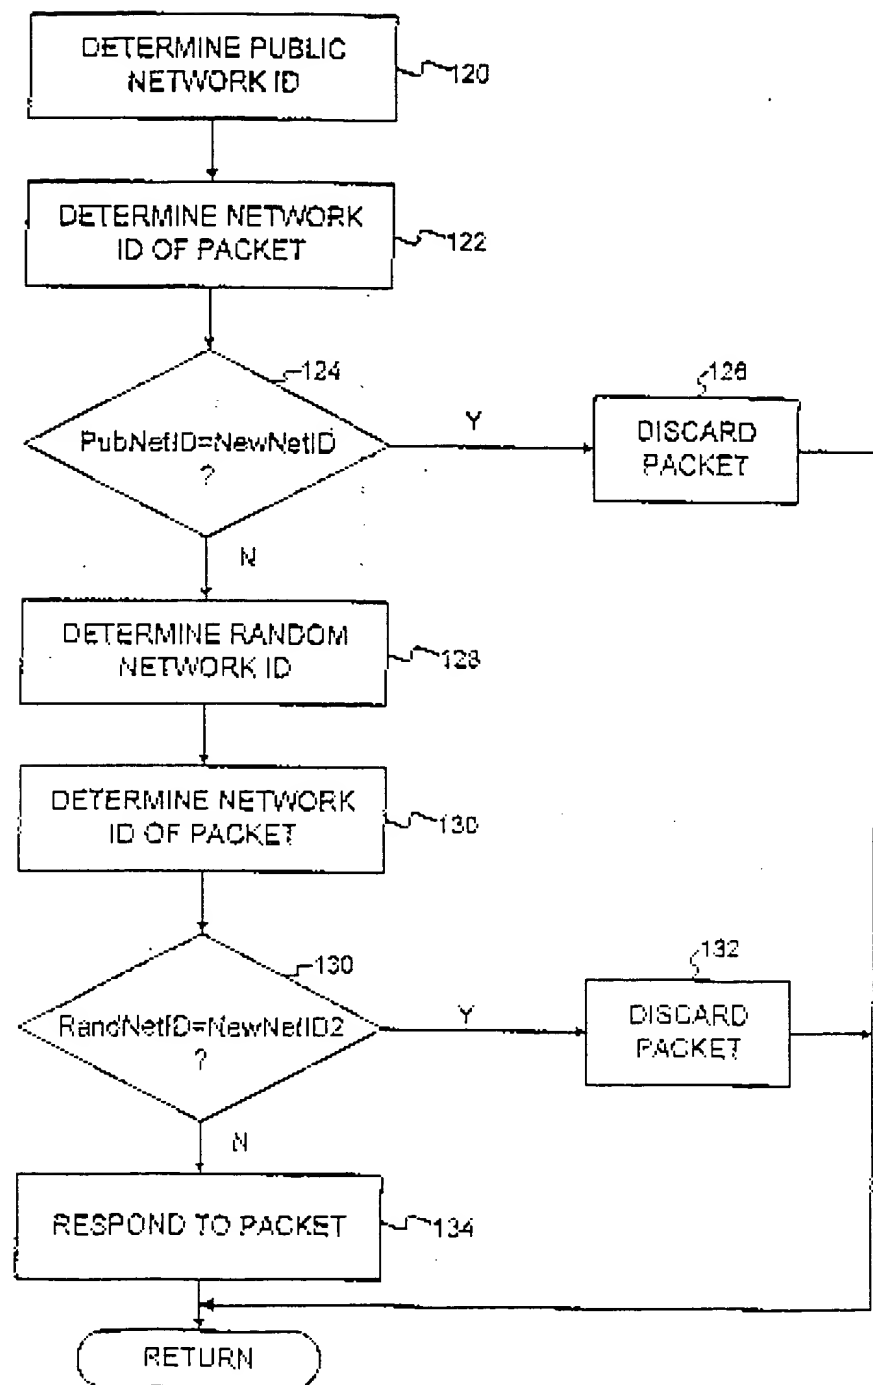 DETERMINE PUBLIC
NETWORK ID
120
DETERMINE NETWORK
ID OF PACKET
122
124
PubNetID=NewNetID
?
Y
126
DISCARD
PACKET
N
DETERMINE RANDOM
NETWORK ID
128
DETERMINE NETWORK
ID OF PACKET
130
130
RandNetID=NewNetID2
?
Y
132
DISCARD
PACKET
N
RESPOND TO PACKET
134
RETURN